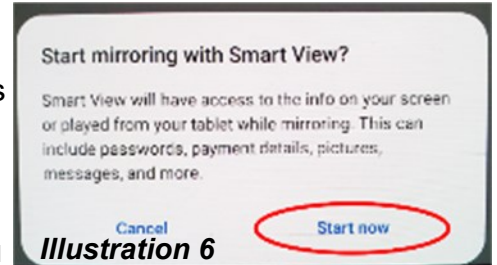 Start mirroring with Smart View?
s
Smart View will have access to the info on your screen
or played from your tablet while mirroring. This can
include passwords, payment details, pictures,
messages, and more.
Cancel
Start now
Illustration 6